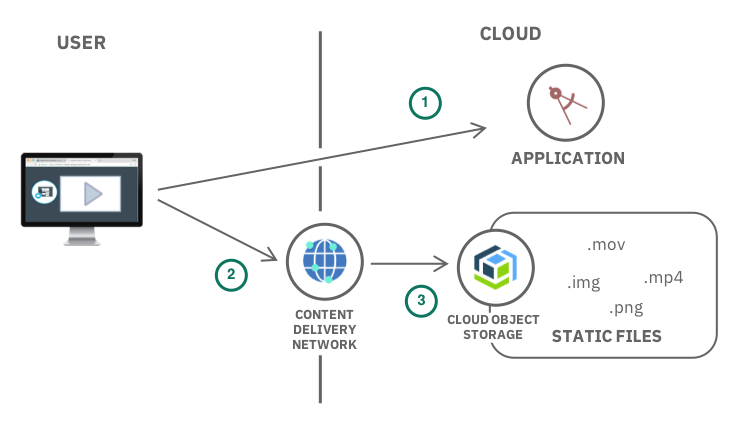 USER
CLOUD
1
APPLICATION
2
CONTENT
DELIVERY
NETWORK
3
CLOUD OBJECT
STORAGE
.mov
.img
.mp4
.png
STATIC FILES